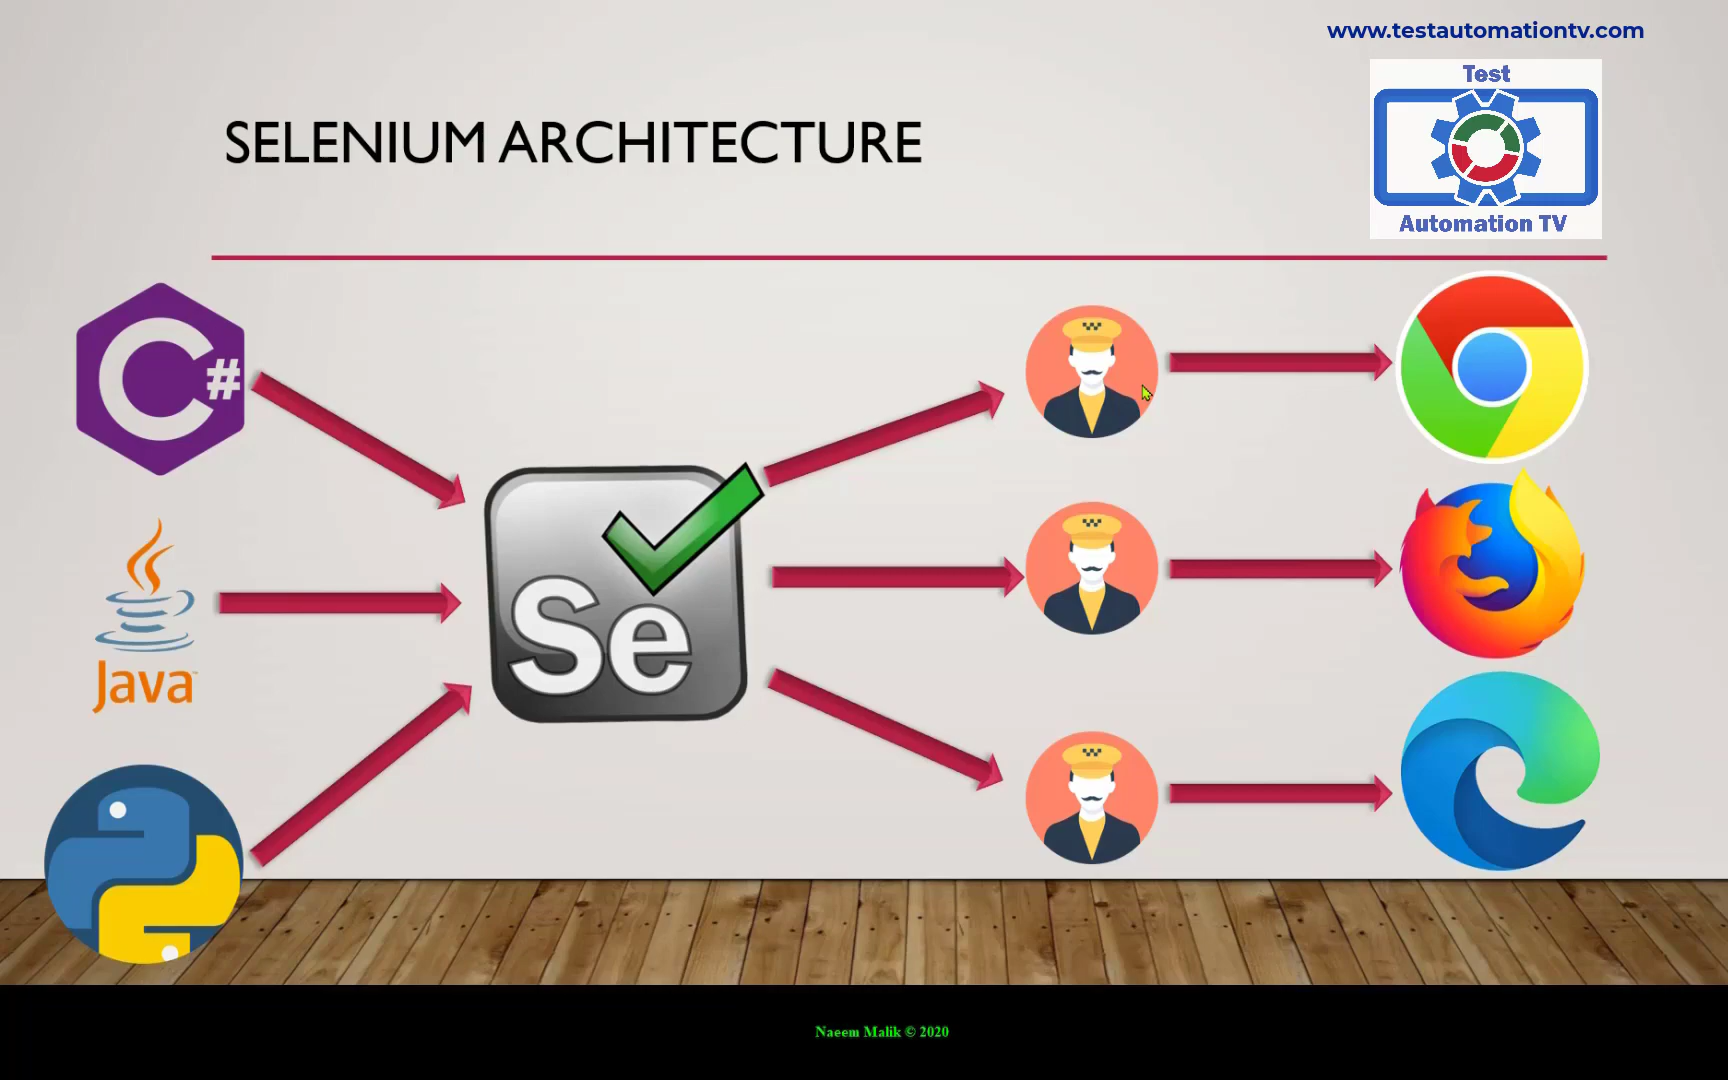 www.testautomationtv.com
Test
Automation TV
SELENIUM ARCHITECTURE
C#
Java
Se
Naeem Malik © 2020